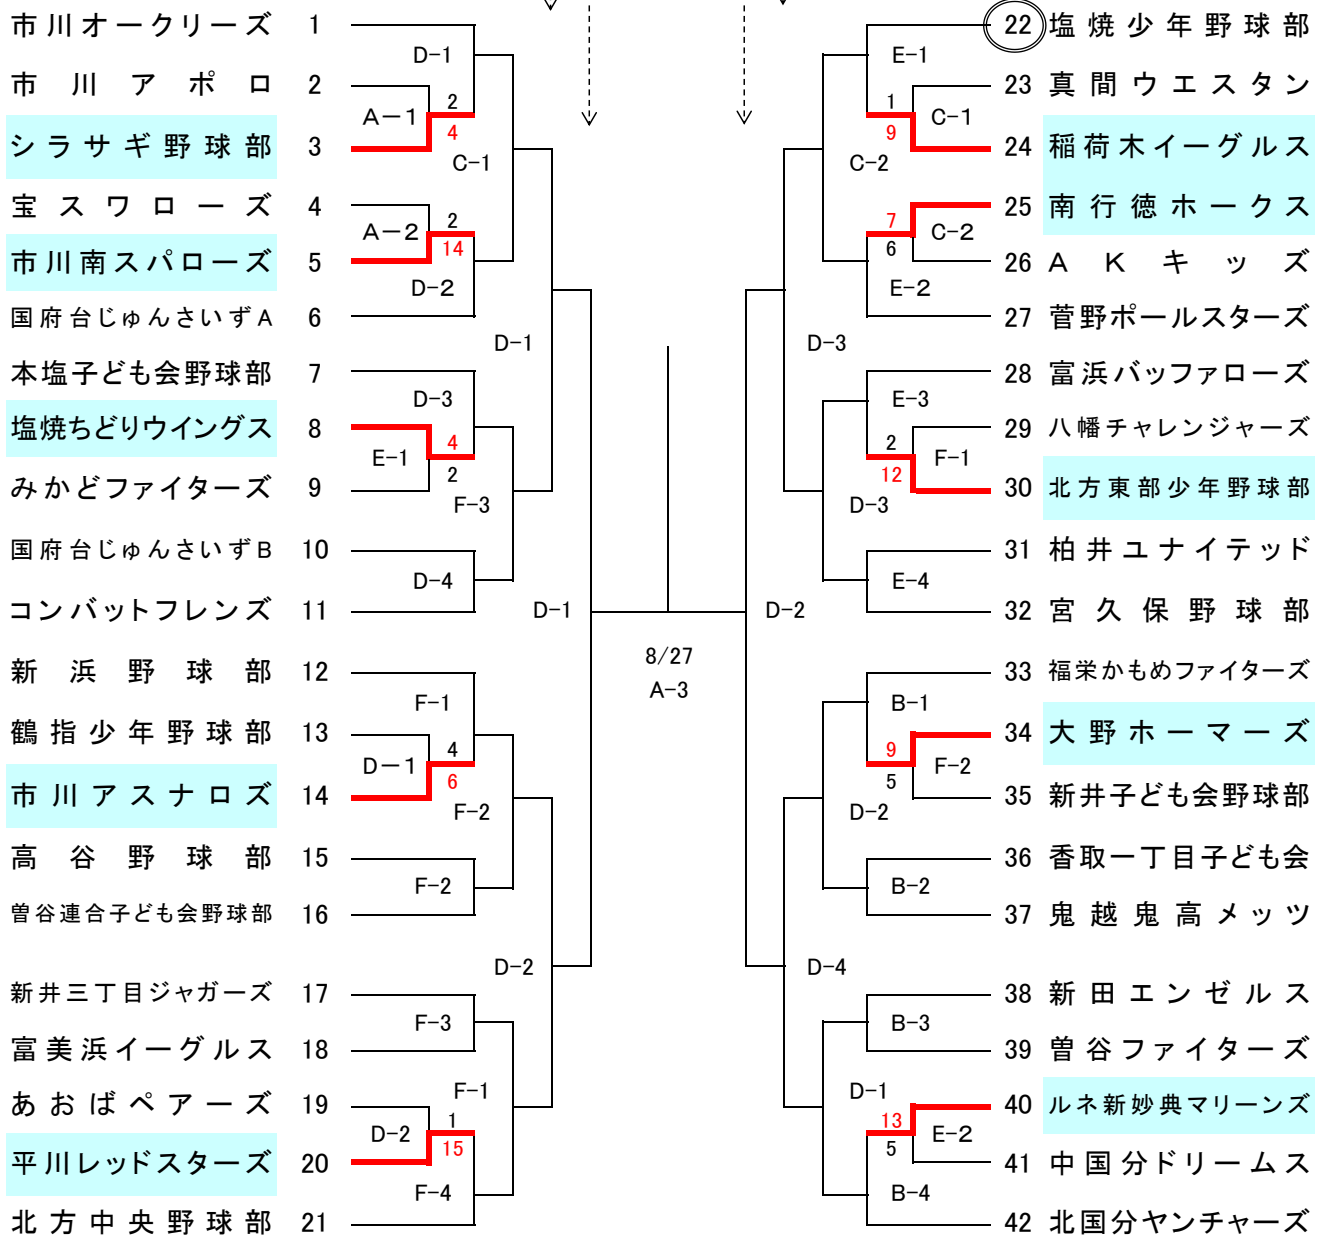 市川オークリーズ 1
D-1
市川アポロ 2
A-1
2
4
シラサギ野球部 3
C-1
宝スワローズ 4
A-2
2
14
市川南スパローズ 5
D-2
国府台じゅんさいずA 6
D-1
本塩子ども会野球部 7
D-3
塩焼ちどりウイングス 8
E-1
4
2
みかどファイターズ 9
F-3
国府台じゅんさいずB 10
D-4
コンバットフレンズ 11
D-1
新浜野球部 12
F-1
鶴指少年野球部 13
D-1
4
6
市川アスナロズ 14
F-2
高谷野球部 15
F-2
曽谷連合子ども会野球部 16
D-2
新井三丁目ジャガーズ 17
F-3
富美浜イーグルス 18
F-1
あおばペアーズ 19
D-2
1
15
平川レッドスターズ 20
F-4
北方中央野球部 21
8/27
A-3
22 塩焼少年野球部
E-1
23 真間ウエスタン
1
9
C-1
24 稲荷木イーグルス
C-2
25 南行徳ホークス
7
6
C-2
26 AKキッズ
E-2
27 菅野ポールスターズ
D-3
28 富浜バッファローズ
E-3
29 八幡チャレンジャーズ
2
12
F-1
30 北方東部少年野球部
D-3
31 柏井ユナイテッド
E-4
32 宮久保野球部
D-2
33 福栄かもめファイターズ
B-1
34 大野ホーマーズ
9
5
F-2
35 新井子ども会野球部
D-2
36 香取一丁目子ども会
B-2
37 鬼越鬼高メッツ
D-4
38 新田エンゼルス
B-3
39 曽谷ファイターズ
D-1
40 ルネ新妙典マリーンズ
13
5
E-2
41 中国分ドリームス
B-4
42 北国分ヤンチャーズ